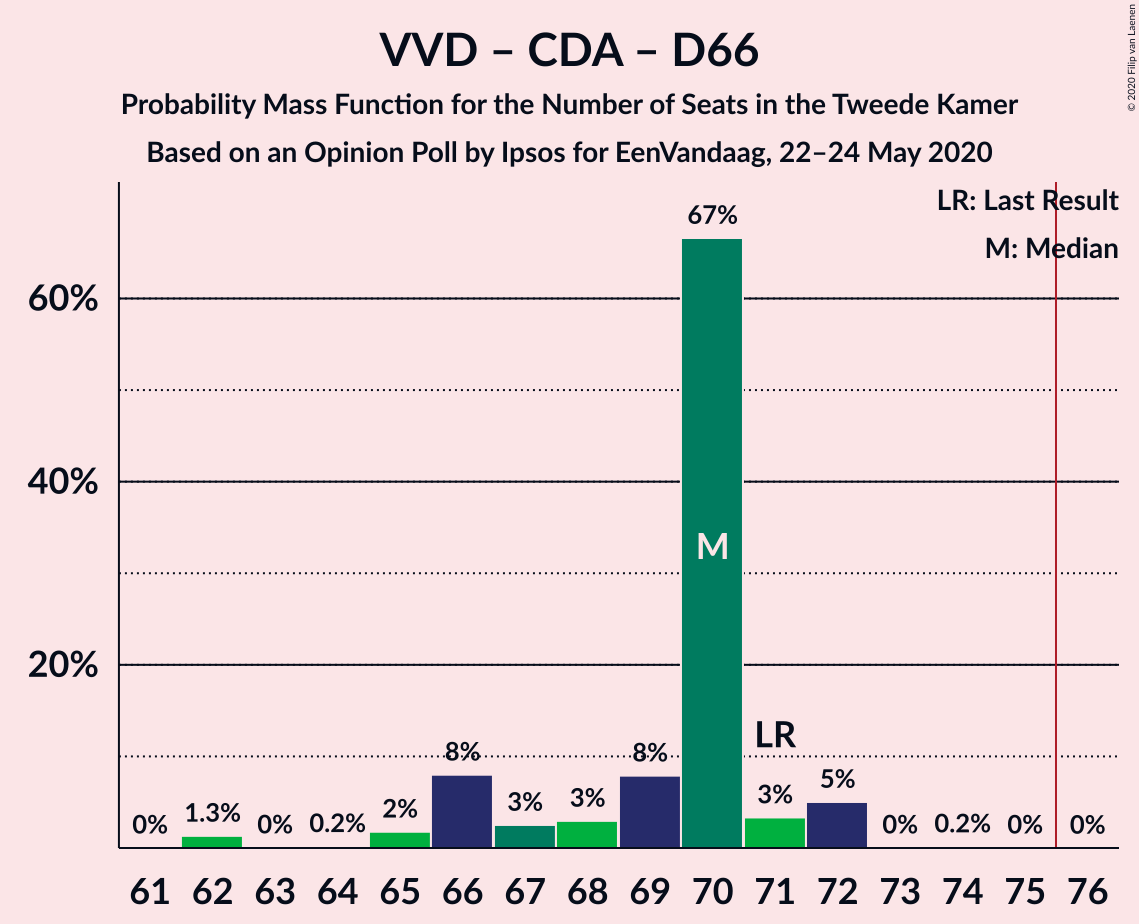 VVD – CDA – D66
Probability Mass Function for the Number of Seats in the Tweede Kamer
Based on an Opinion Poll by Ipsos for EenVandaag, 22–24 May 2020
© 2020 Filip van Laenen
LR: Last Result
M: Median
60%
40%
20%
0%
1.3%
0%
0.2%
2%
8%
3%
3%
8%
67%
M
LR
3%
5%
0%
0.2%
0%
0%
61 62 63 64 65 66 67 68 69 70 71 72 73 74 75 76